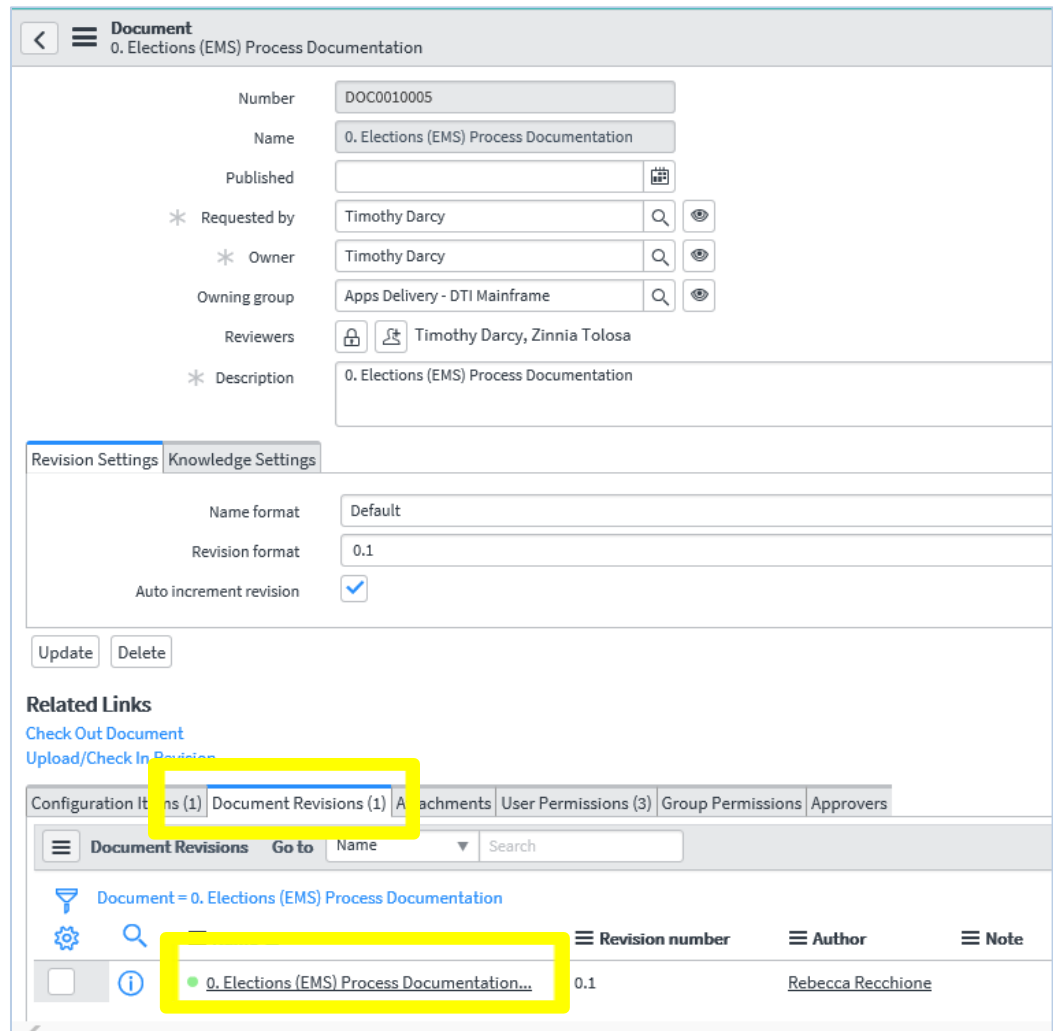 Document
0. Elections (EMS) Process Documentation
Number DOC0010005
Name 0. Elections (EMS) Process Documentation
Published
Requested by Timothy Darcy
Owner Timothy Darcy
Owning group Apps Delivery - DTI Mainframe
Reviewers Timothy Darcy, Zinnia Tolosa
Description 0. Elections (EMS) Process Documentation
Revision Settings Knowledge Settings
Name format Default
Revision format 0.1
Auto increment revision
Update Delete
Related Links
Check Out Document
Upload/Check In Revision
Configuration (1) Document Revisions (1) User Permissions (3) Group Permissions Approvers
Document Revisions Go to Name Search
Document = 0. Elections (EMS) Process Documentation
Revision number Author Note
0. Elections (EMS) Process Documentation... 0.1 Rebecca Recchione